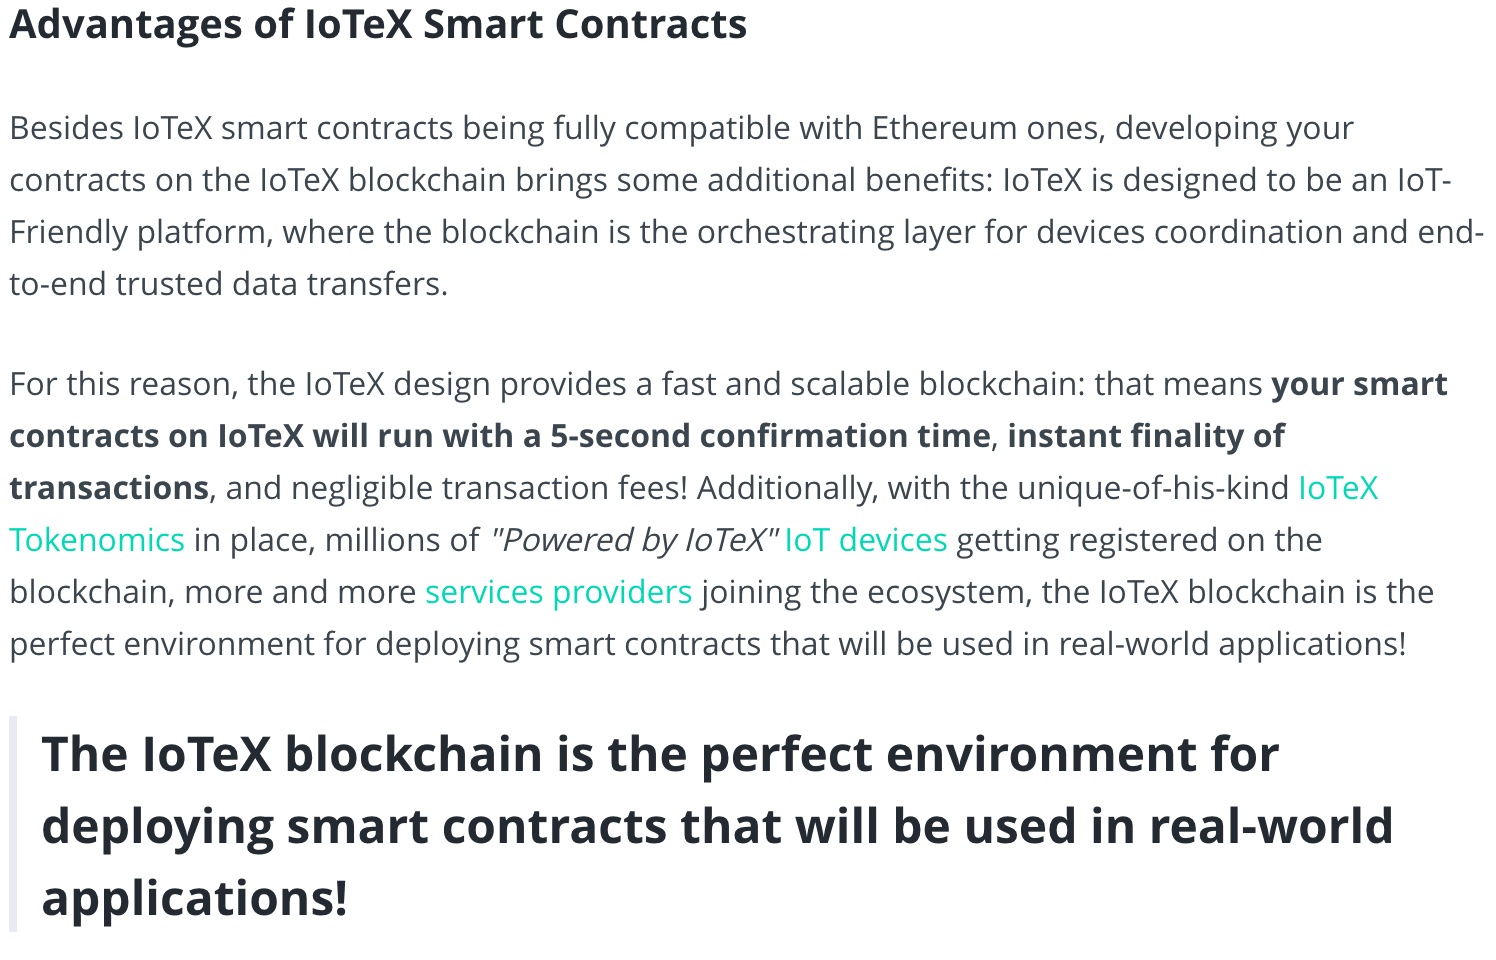 Advantages of IoTeX Smart Contracts
Besides IoTeX smart contracts being fully compatible with Ethereum ones, developing your
contracts on the IoTeX blockchain brings some additional benefits: IoTeX is designed to be an IoT-
Friendly platform, where the blockchain is the orchestrating layer for devices coordination and end-
to-end trusted data transfers.
For this reason, the IoTeX design provides a fast and scalable blockchain: that means your smart
contracts on IoTeX will run with a 5-second confirmation time, instant finality of
transactions, and negligible transaction fees! Additionally, with the unique-of-his-kind IoTeX
Tokenomics in place, millions of "Powered by IoTeX" IoT devices getting registered on the
blockchain, more and more services providers joining the ecosystem, the IoTeX blockchain is the
perfect environment for deploying smart contracts that will be used in real-world applications!
The IoTeX blockchain is the perfect environment for
deploying smart contracts that will be used in real-world
applications!